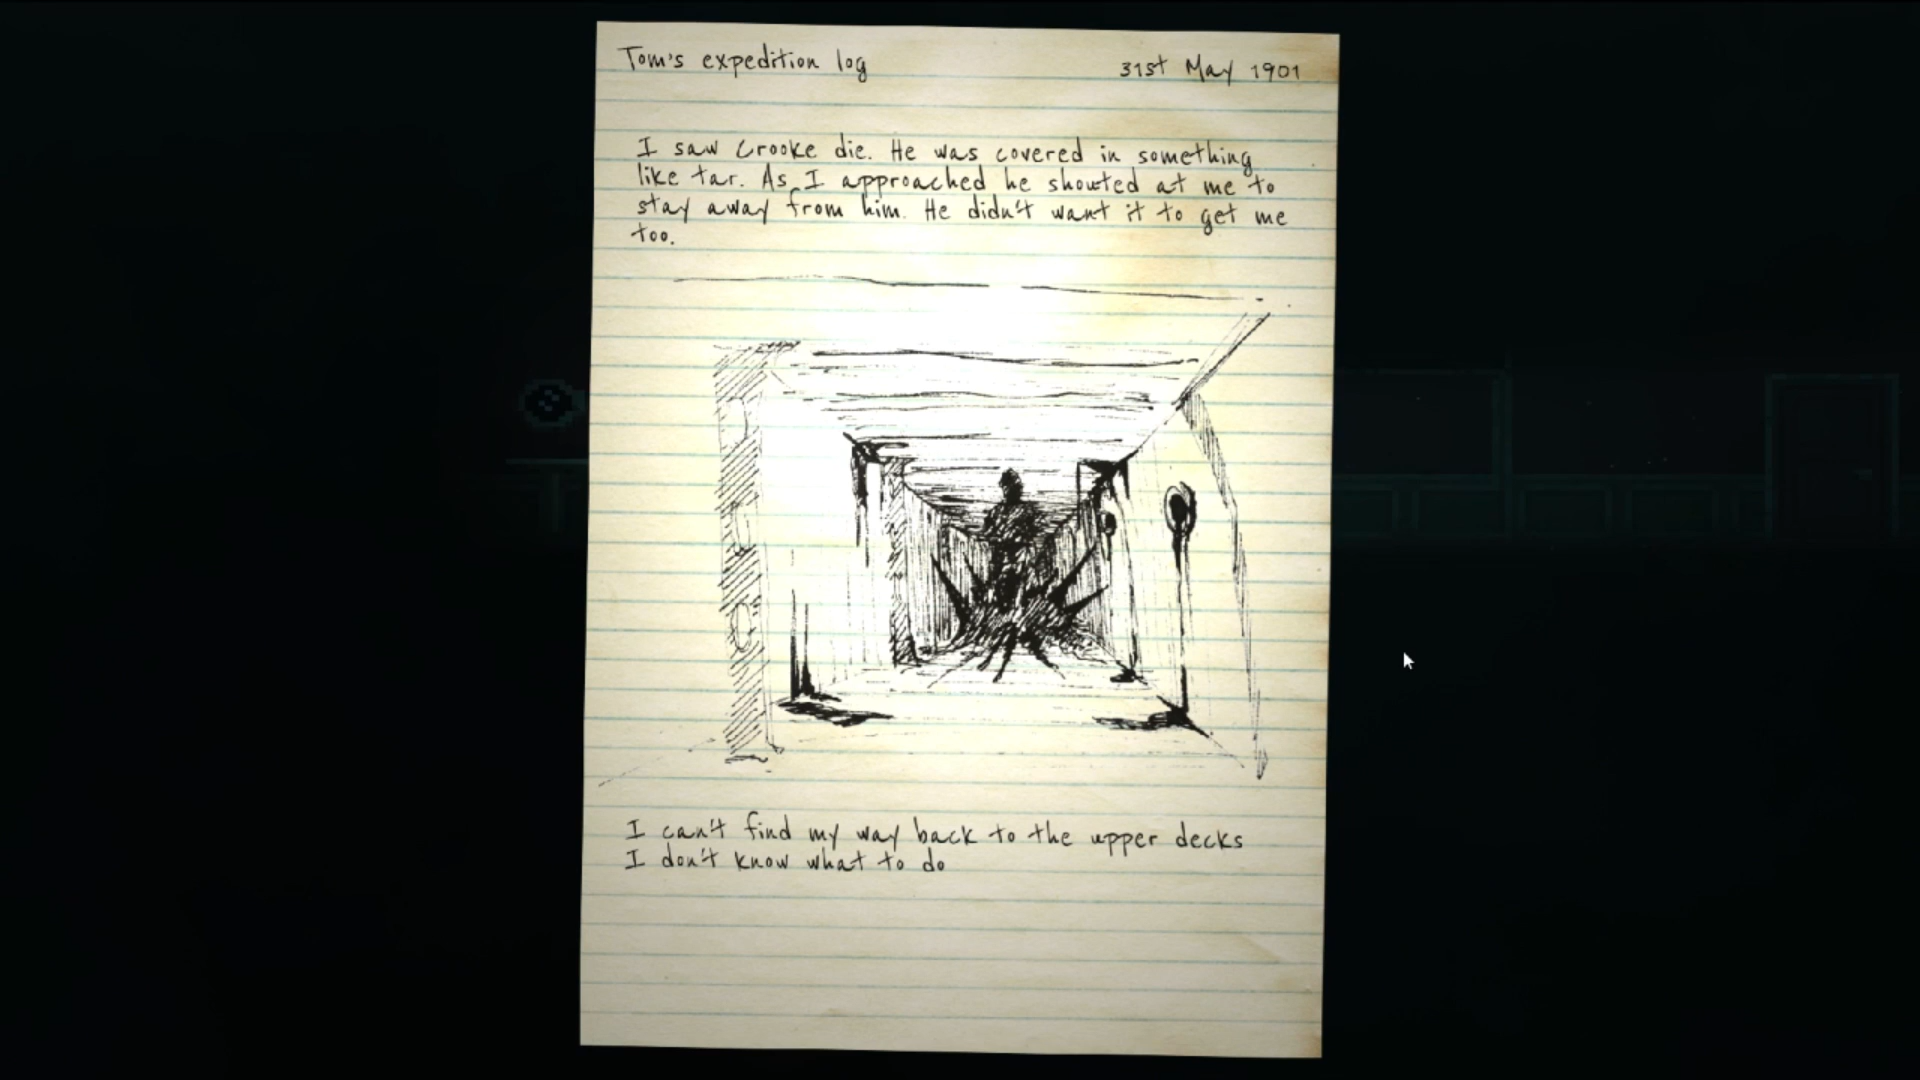 Tom's expedition log
31st May 1901
I saw Crooke die. He was covered in something
like tar. As I approached he shouted at me to
stay away from him. He didn't want it to get me
too.
I can't find my way back to the upper decks
I don't know what to do